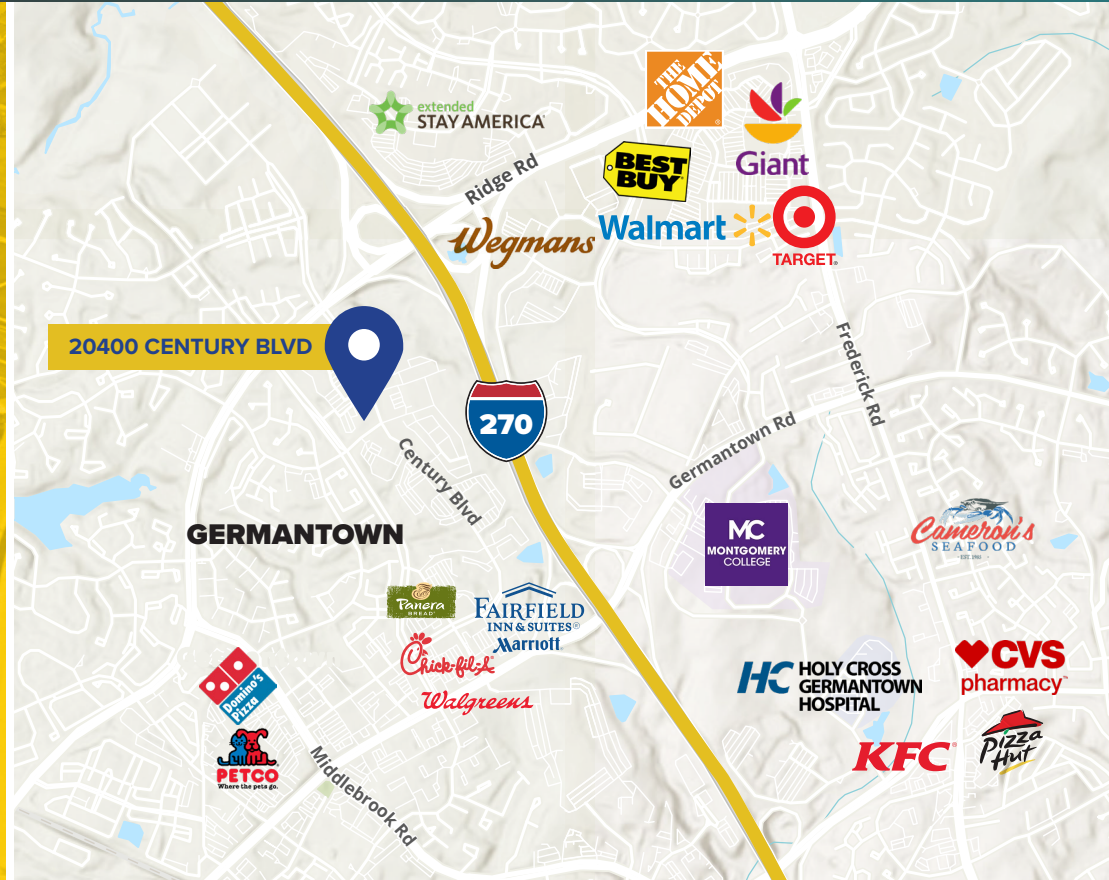 extended
STAY AMERICA
THE
HOME
DEPOT
Giant
BEST
BUY
Ridge Rd
Walmart
Wegmans
TARGET
20400 CENTURY BLVD
270
Frederick Rd
Germantown Rd
Century Blvd
GERMANTOWN
MC
MONTGOMERY
COLLEGE
Cameron's
SEAFOOD
EST. 1985
Panera
BREAD
FAIRFIELD
INN & SUITES®
Marriott
Chick-fil-A
Walgreens
Domino's
Pizza
PETCO
Where the pets go.
HC HOLY CROSS
GERMANTOWN
HOSPITAL
CVS
pharmacy™
KFC®
Pizza
Hut
Middlebrook Rd